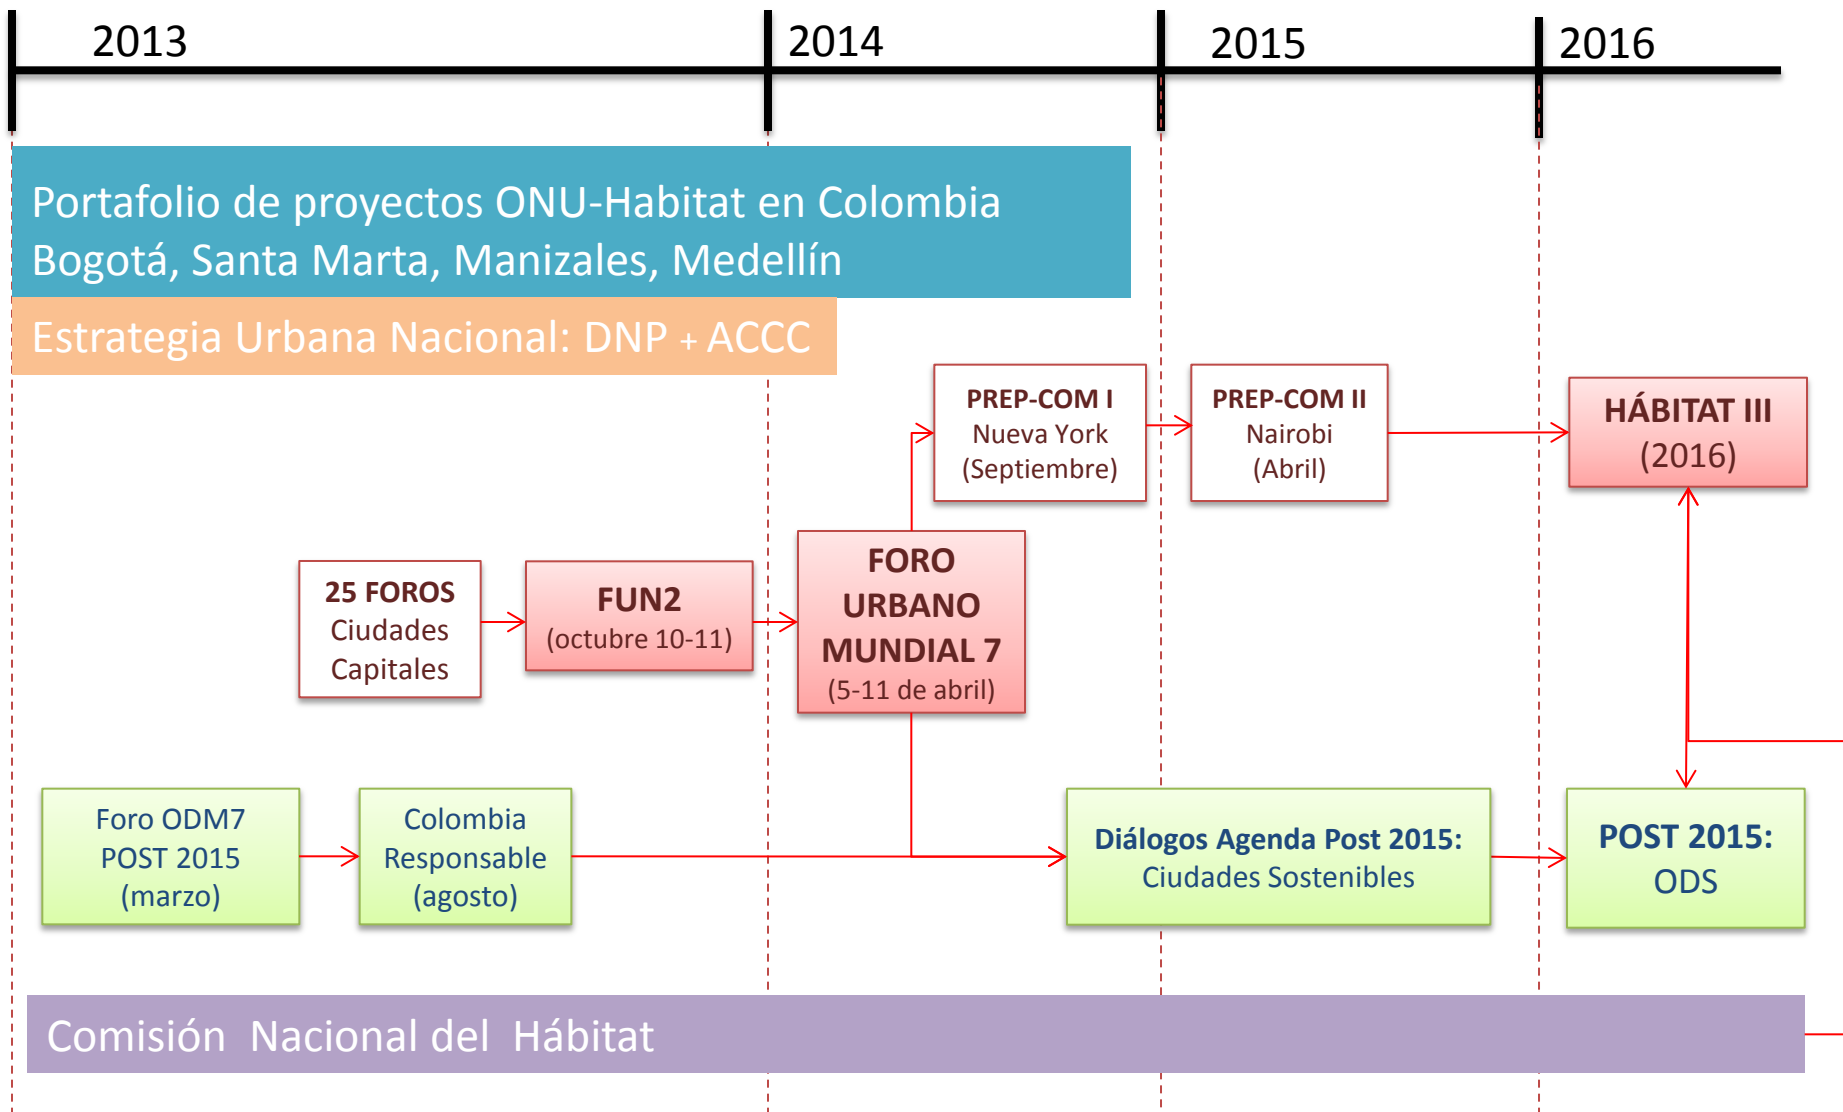 2013
2014
2015
2016
Portafolio de proyectos ONU-Habitat en Colombia
Bogotá, Santa Marta, Manizales, Medellín
Estrategia Urbana Nacional: DNP + ACCC
PREP-COM I
Nueva York
(Septiembre)
PREP-COM II
Nairobi
(Abril)
HÁBITAT III
(2016)
25 FOROS
Ciudades
Capitales
FUN2
(octubre 10-11)
FORO
URBANO
MUNDIAL 7
(5-11 de abril)
Foro ODM7
POST 2015
(marzo)
Colombia
Responsable
(agosto)
Diálogos Agenda Post 2015:
Ciudades Sostenibles
POST 2015:
ODS
Comisión Nacional del Hábitat